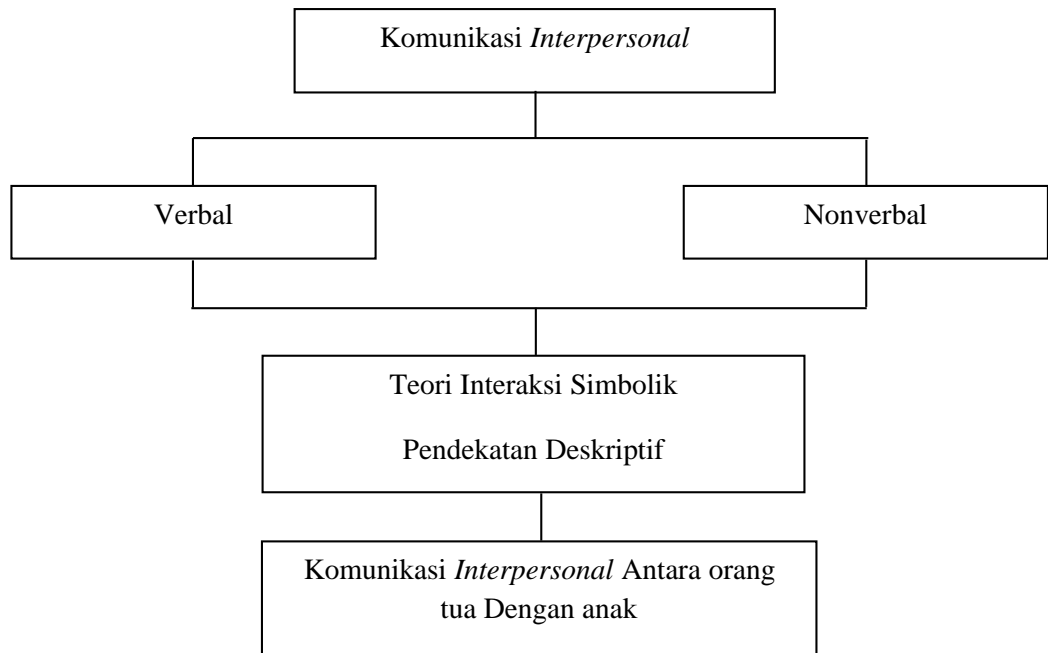 Komunikasi Interpersonal
Verbal
Nonverbal
Teori Interaksi Simbolik
Pendekatan Deskriptif
Komunikasi Interpersonal Antara orang
tua Dengan anak